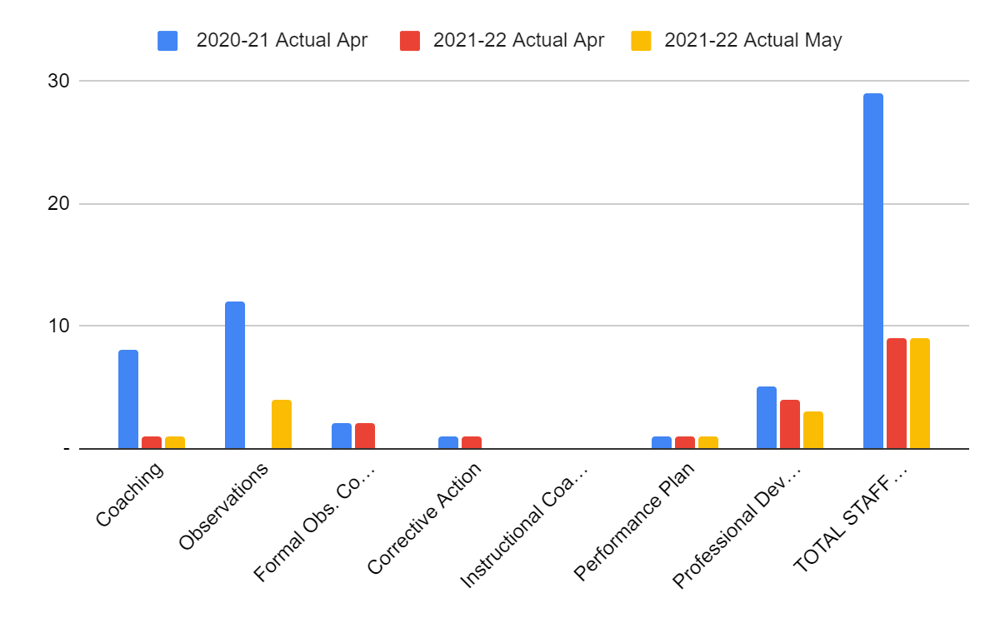 2020-21 Actual Apr 2021-22 Actual Apr 2021-22 Actual May
30
20
10
-
Coaching
Observations
Formal Obs. Co…
Corrective Action
Instructional Coa…
Performance Plan
Professional Dev…
TOTAL STAFF…